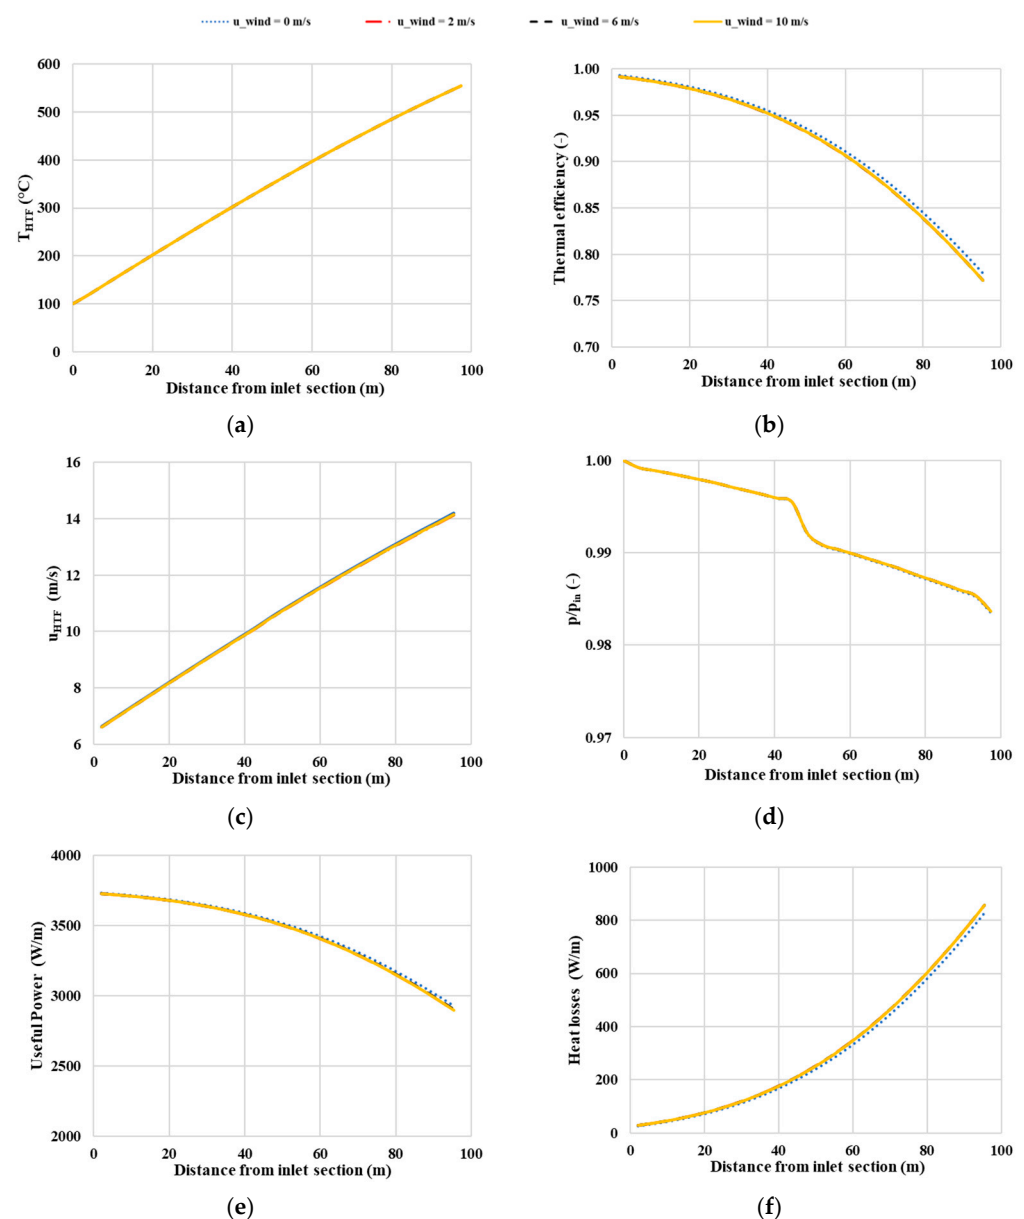 u_wind = 0 m/s u_wind = 2 m/s u_wind = 6 m/s u_wind = 10 m/s
600
500
400
300
200
100
0
T_HTF (°C)
0 20 40 60 80 100
Distance from inlet section (m)
(a)
1.00
0.95
0.90
0.85
0.80
0.75
0.70
Thermal efficiency (-)
0 20 40 60 80 100
Distance from inlet section (m)
(b)
16
14
12
10
8
6
u_HTF (m/s)
0 20 40 60 80 100
Distance from inlet section (m)
(c)
1.00
0.99
0.98
0.97
p/p_in (-)
0 20 40 60 80 100
Distance from inlet section (m)
(d)
4000
3500
3000
2500
2000
Useful Power (W/m)
0 20 40 60 80 100
Distance from inlet section (m)
(e)
1000
800
600
400
200
0
Heat losses (W/m)
0 20 40 60 80 100
Distance from inlet section (m)
(f)